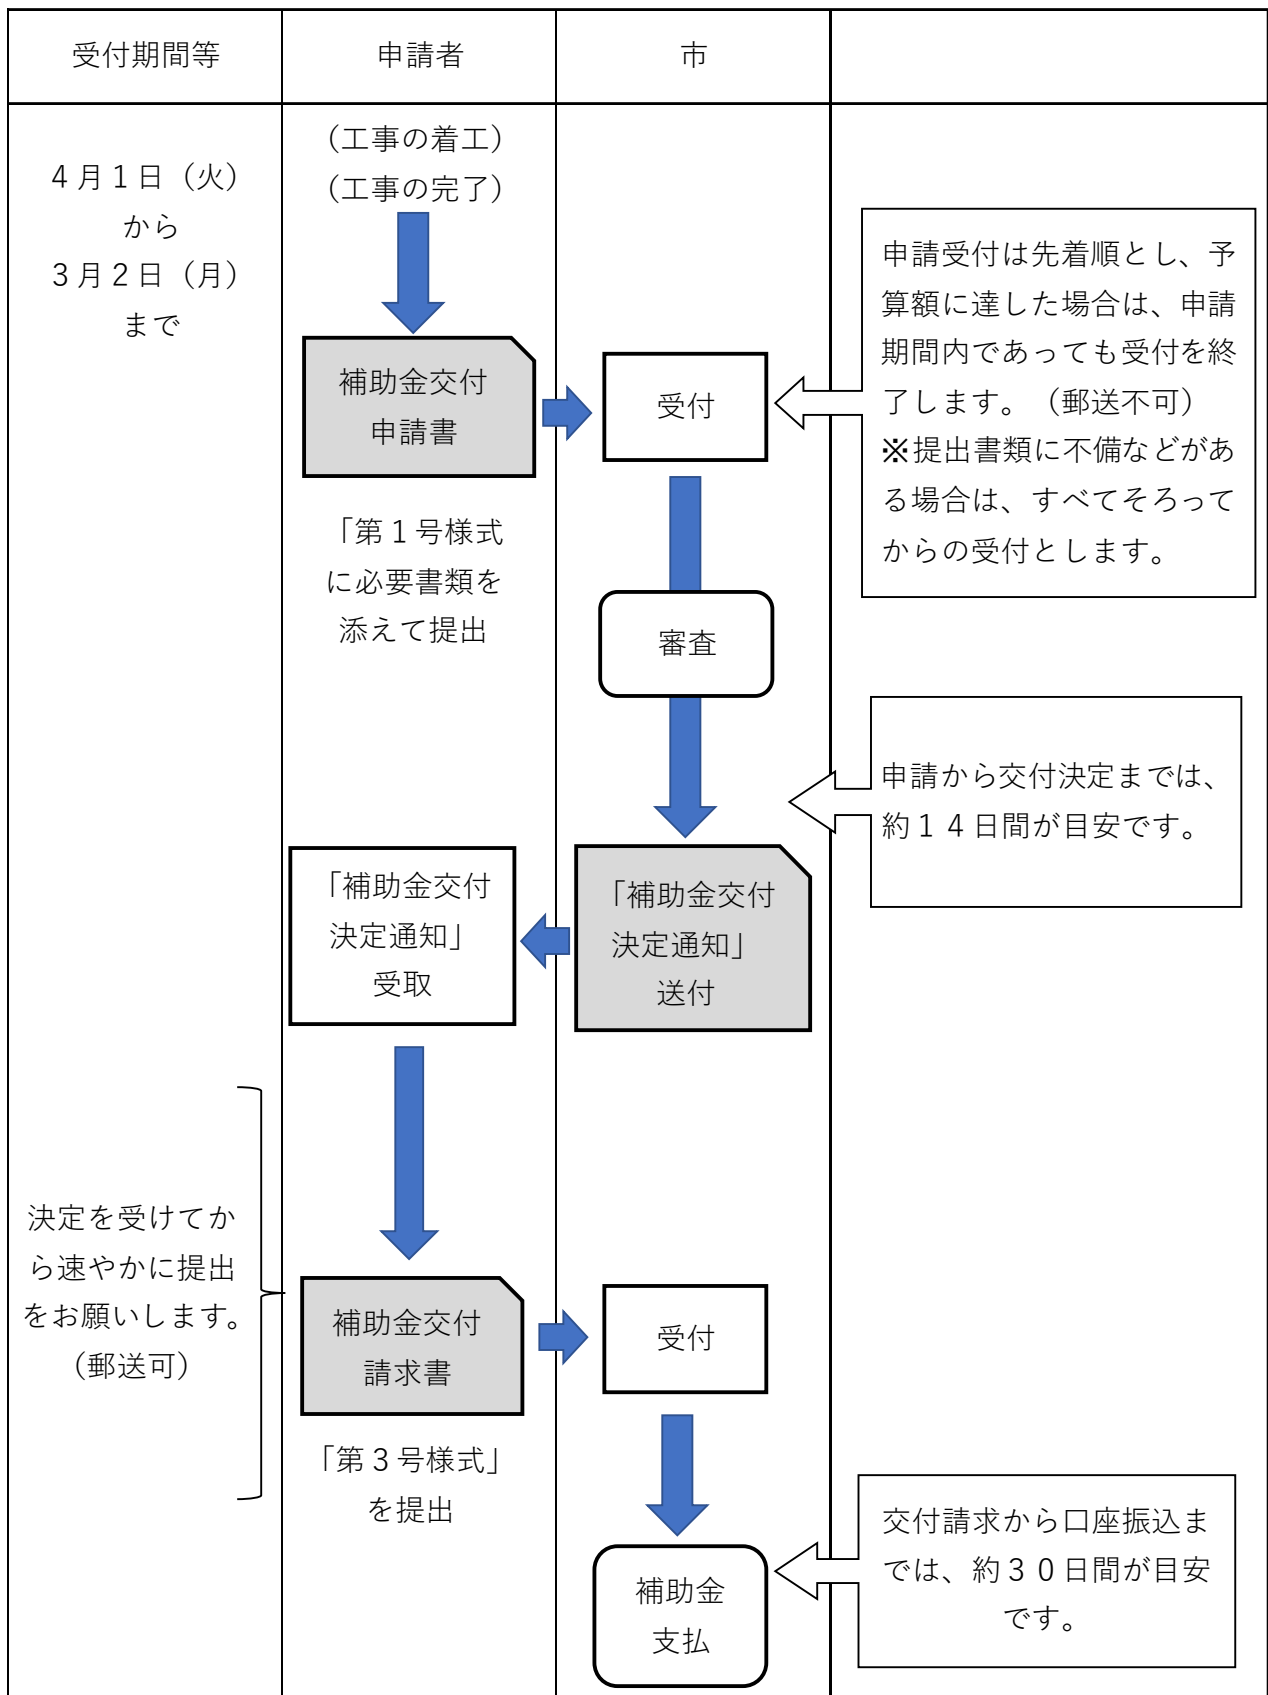 受付期間等
申請者
市
4月1日（火）
から
3月2日（月）
まで
（工事の着工）
（工事の完了）
補助金交付
申請書
受付
申請受付は先着順とし、予
算額に達した場合は、申請
期間内であっても受付を終
了します。（郵送不可）
※提出書類に不備などがあ
る場合は、すべてそろって
からの受付とします。
「第１号様式
に必要書類を
添えて提出
審査
申請から交付決定までは、
約１４日間が目安です。
「補助金交付
決定通知」
送付
「補助金交付
決定通知」
受取
決定を受けてか
ら速やかに提出
をお願いします。
（郵送可）
補助金交付
請求書
受付
「第３号様式」
を提出
補助金
支払
交付請求から口座振込ま
では、約３０日間が目安
です。